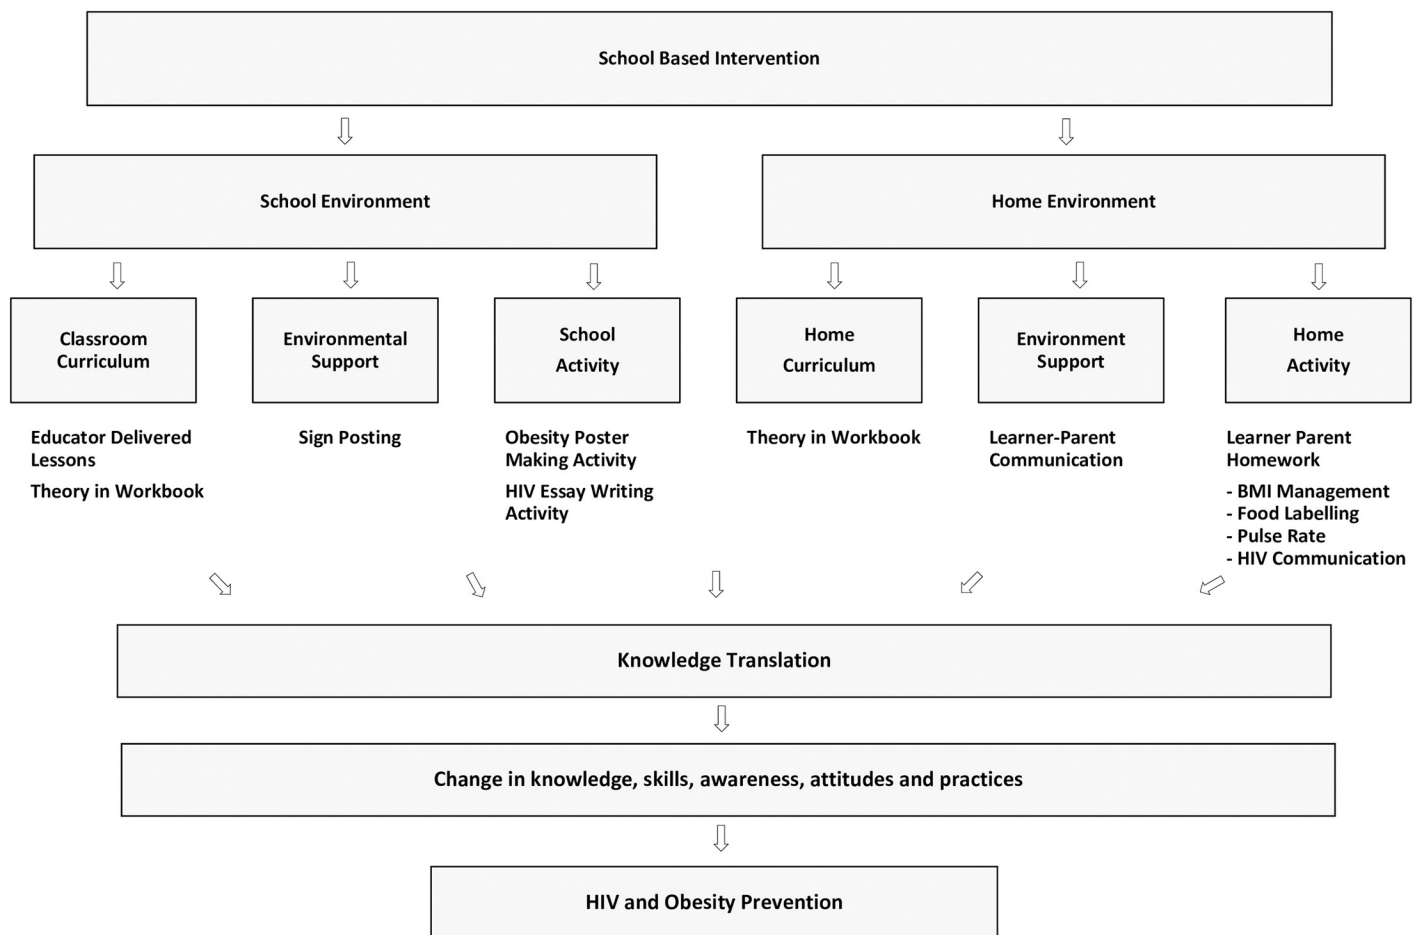 School Based Intervention
School Environment
Home Environment
Classroom
Curriculum
Environmental
Support
School
Activity
Home
Curriculum
Environment
Support
Home
Activity
Educator Delivered
Lessons
Theory in Workbook
Sign Posting
Obesity Poster
Making Activity
HIV Essay Writing
Activity
Theory in Workbook
Learner-Parent
Communication
Learner Parent
Homework
- BMI Management
- Food Labelling
- Pulse Rate
- HIV Communication
Knowledge Translation
Change in knowledge, skills, awareness, attitudes and practices
HIV and Obesity Prevention